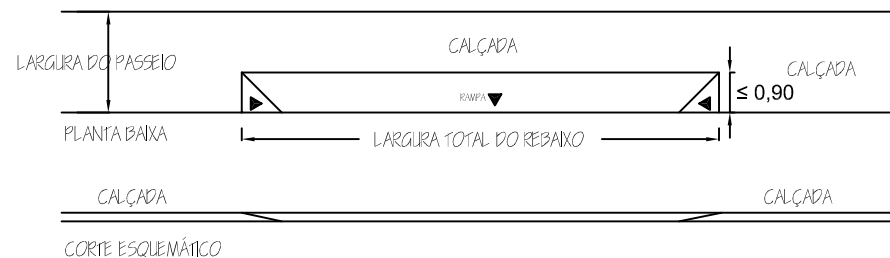 CALÇADA
LARGURA DO PASSEIO
CALÇADA
RAMPA
≤ 0,90
PLANTA BAIXA
LARGURA TOTAL DO REBAIXO
CALÇADA
CALÇADA
CORTE ESQUEMÁTICO